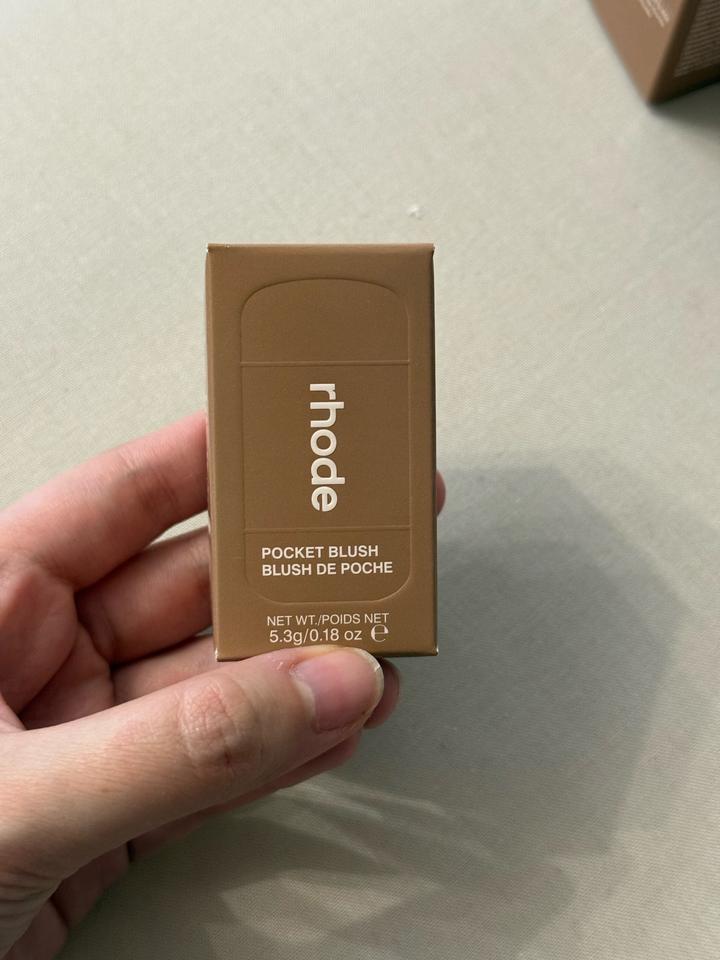 rhode
POCKET BLUSH
BLUSH DE POCHE
NET WT./POIDS NET
5.3g/0.18 oz ℮